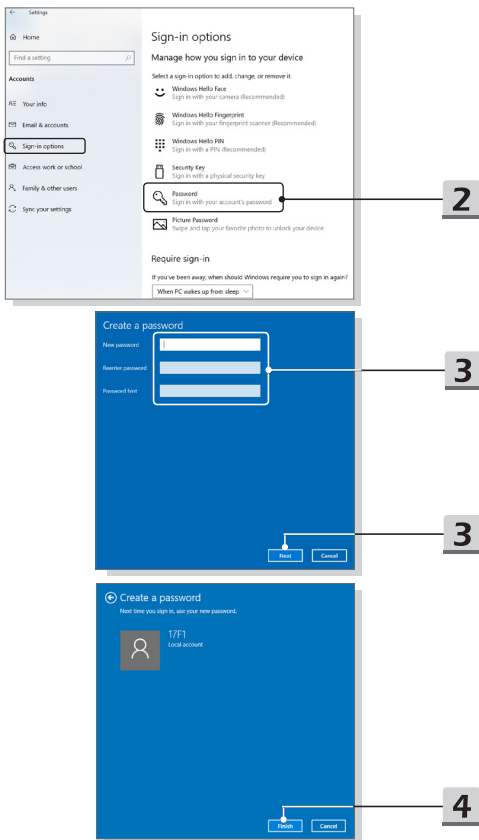 Settings
Home
Find a setting
Accounts
Your info
Email & accounts
Sign-in options
Access work or school
Family & other users
Sync your settings
Sign-in options
Manage how you sign in to your device
Select a sign-in option to add, change, or remove it.
Windows Hello Face
Sign in with your camera (Recommended)
Windows Hello Fingerprint
Sign in with your fingerprint scanner (Recommended)
Windows Hello PIN
Sign in with a PIN (Recommended)
Security Key
Sign in with a physical security key
Password
Sign in with your account's password
Picture Password
Swipe and tap your favorite photo to unlock your device
Require sign-in
If you've been away, when should Windows require you to sign in again?
When PC wakes up from sleep
2
Create a password
New password
Reenter password
Password hint
3
Next
Cancel
3
Create a password
Next time you sign in, use your new password.
17F1
Local account
Finish
Cancel
4